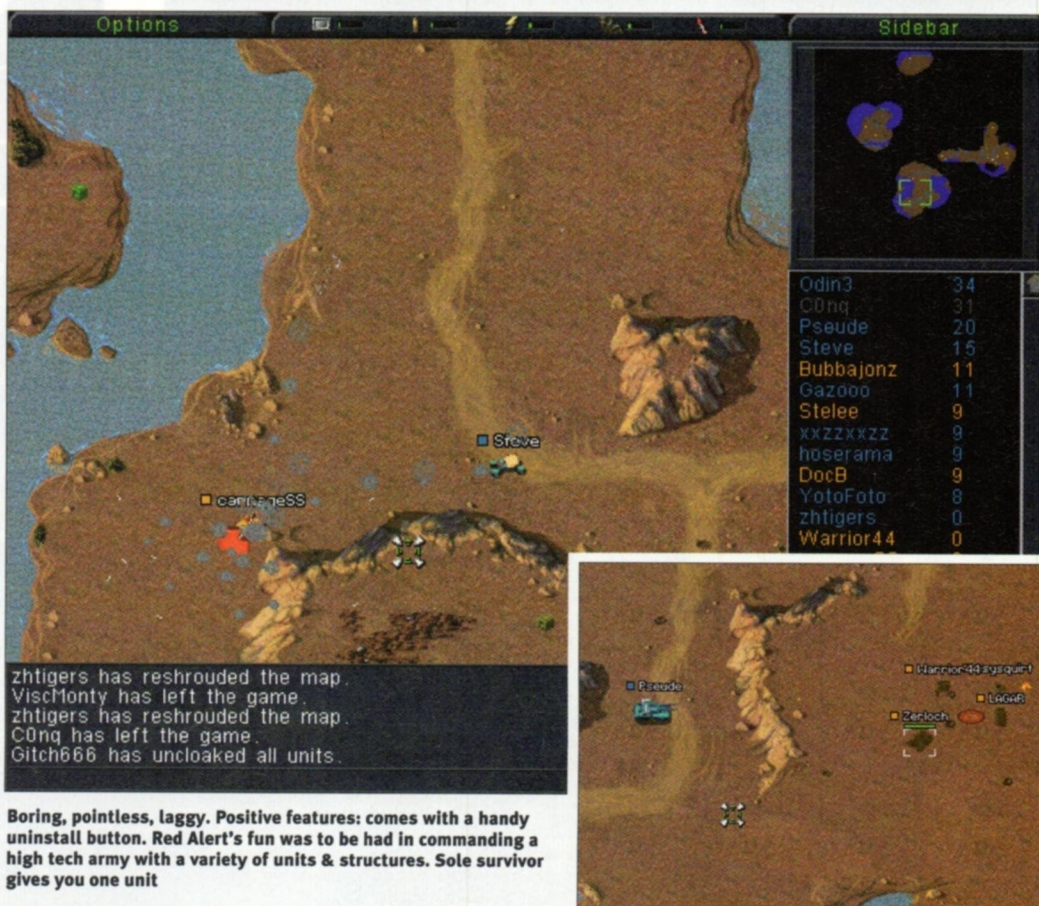 Options
Sidebar
Odin3 34
C0nq 31
Pseude 20
Steve 15
Bubbajonz 11
Gazooo 11
Stelee 9
xxzzxxzz 9
hoserama 9
DocB 9
YotoFoto 8
zhtigers 0
Warrior44 0
Steve
carnageSS
zhtigers has reshrouded the map.
ViscMonty has left the game.
zhtigers has reshrouded the map.
C0nq has left the game.
Gitch666 has uncloaked all units.
Pseude
Warrior44 sysquirt
LAGAR
Zerloch
Boring, pointless, laggy. Positive features: comes with a handy
uninstall button. Red Alert's fun was to be had in commanding a
high tech army with a variety of units & structures. Sole survivor
gives you one unit